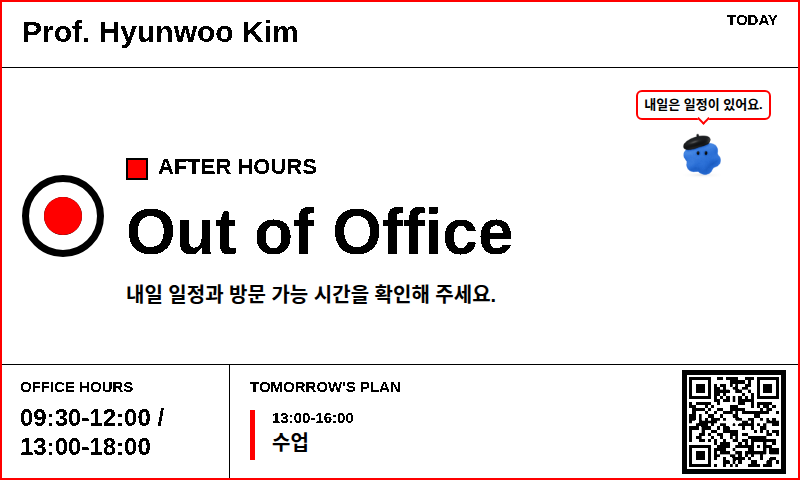 Prof. Hyunwoo Kim
TODAY
내일은 일정이 있어요.
AFTER HOURS
Out of Office
내일 일정과 방문 가능 시간을 확인해 주세요.
OFFICE HOURS
09:30-12:00 /
13:00-18:00
TOMORROW'S PLAN
13:00-16:00
수업